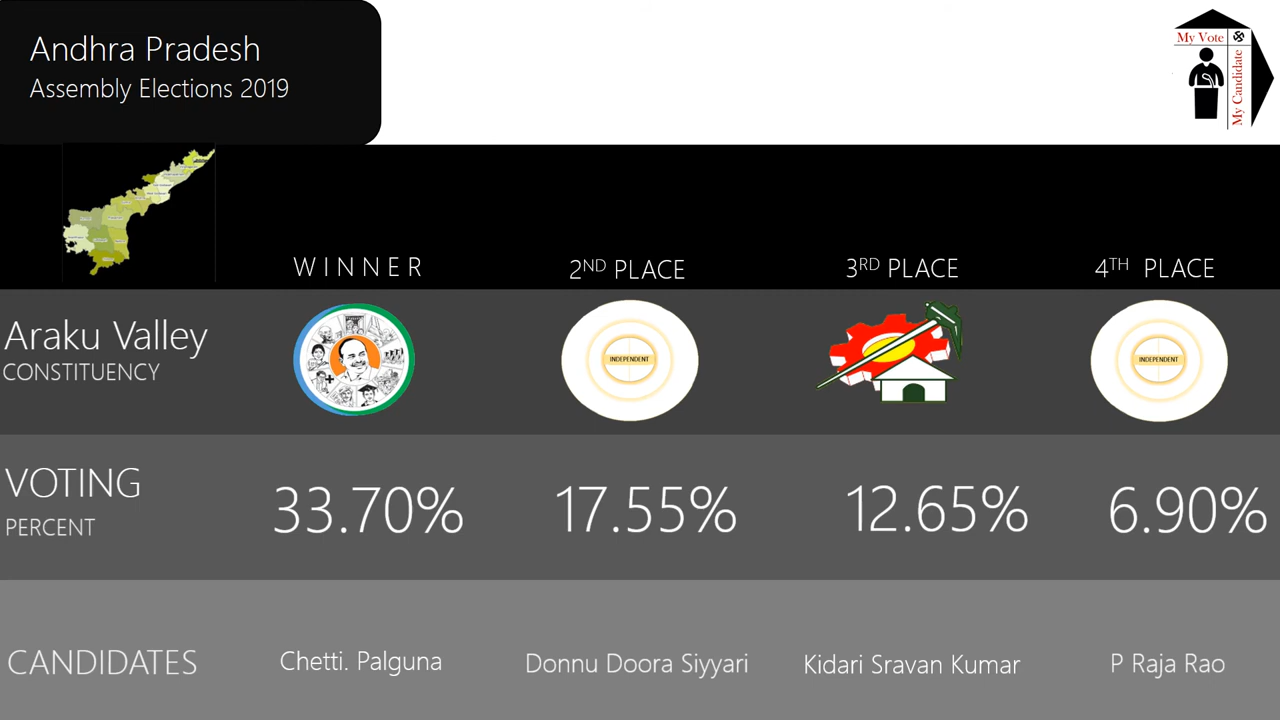 Andhra Pradesh
Assembly Elections 2019
My Vote
My Candidate
WINNER
2ND PLACE
3RD PLACE
4TH PLACE
Araku Valley
CONSTITUENCY
INDEPENDENT
INDEPENDENT
VOTING
PERCENT
33.70%
17.55%
12.65%
6.90%
CANDIDATES
Chetti. Palguna
Donnu Doora Siyyari
Kidari Sravan Kumar
P Raja Rao